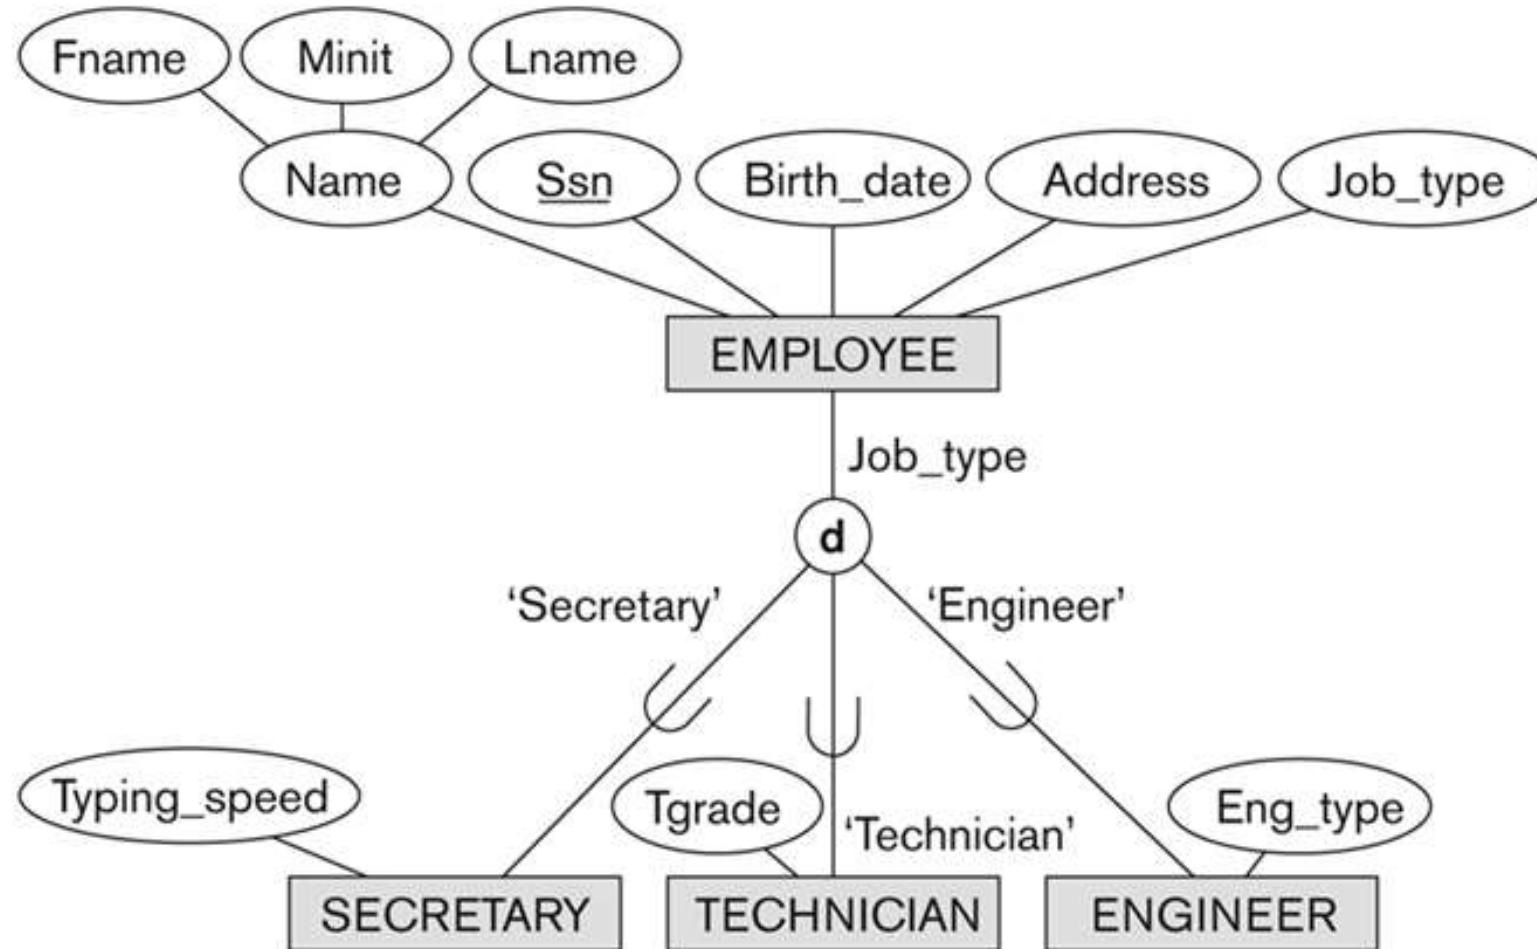 Fname Minit Lname
Name Ssn Birth_date Address Job_type
EMPLOYEE
Job_type
d
‘Secretary’ ‘Engineer’
Typing_speed Tgrade Eng_type
‘Technician’
SECRETARY TECHNICIAN ENGINEER